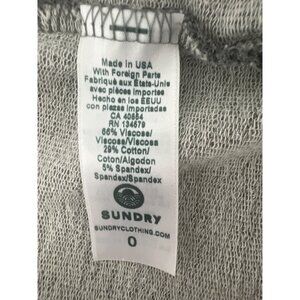 Made in USA
With Foreign Parts
Fabriqué aux États-Unis
avec pièces importées
Hecho en los EEUU
con piezas importadas
CA 40554
RN 134579
66% Viscose/
Viscosa/Viscose
29% Cotton/
Coton/Algodon
5% Spandex/
Spandex/Spandex
SUNDRY
SUNDRYCLOTHING.COM
0